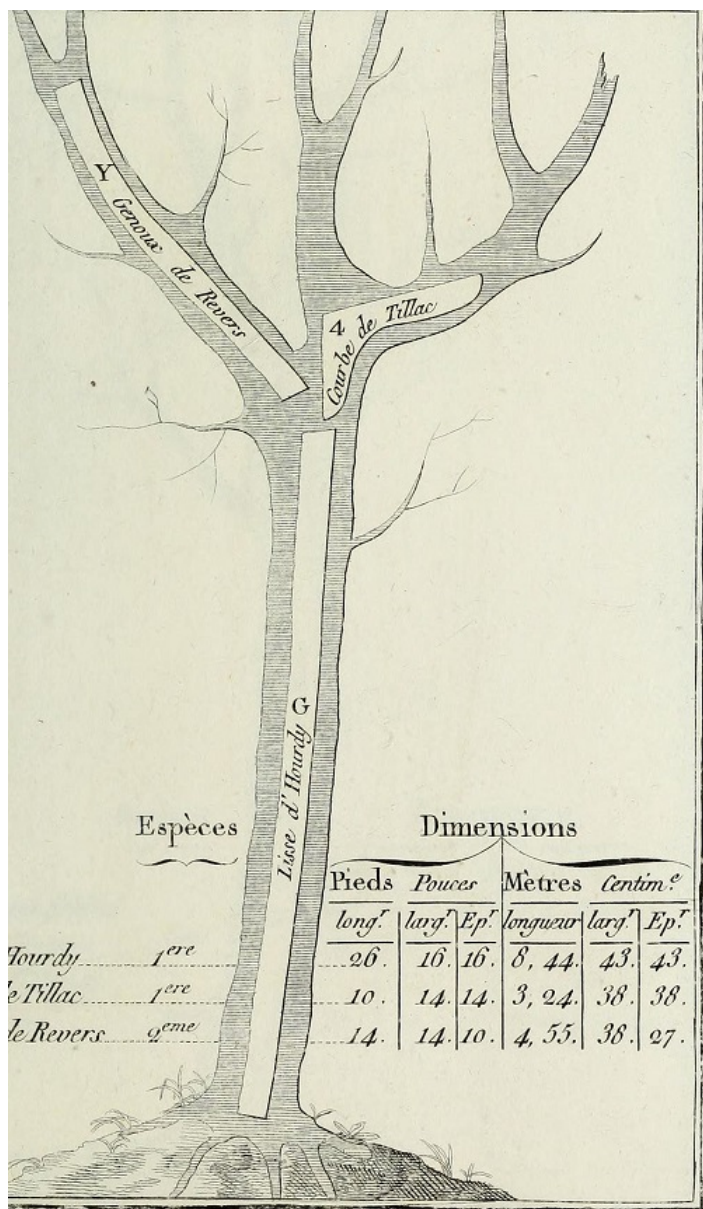 Y Genoux de Revers
4 Courbe de Tillac
G Lisse d'Hourdy
Espèces
Dimensions
Pieds Pouces Mètres Centim.e
long.r larg.r Ep.r longueur larg.r Ep.r
Hourdy 1ere 26. 16. 16. 8, 44. 43. 43.
de Tillac 1ere 10. 14. 14. 3, 24. 38. 38.
de Revers 2eme 14. 14. 10. 4, 55. 38. 27.